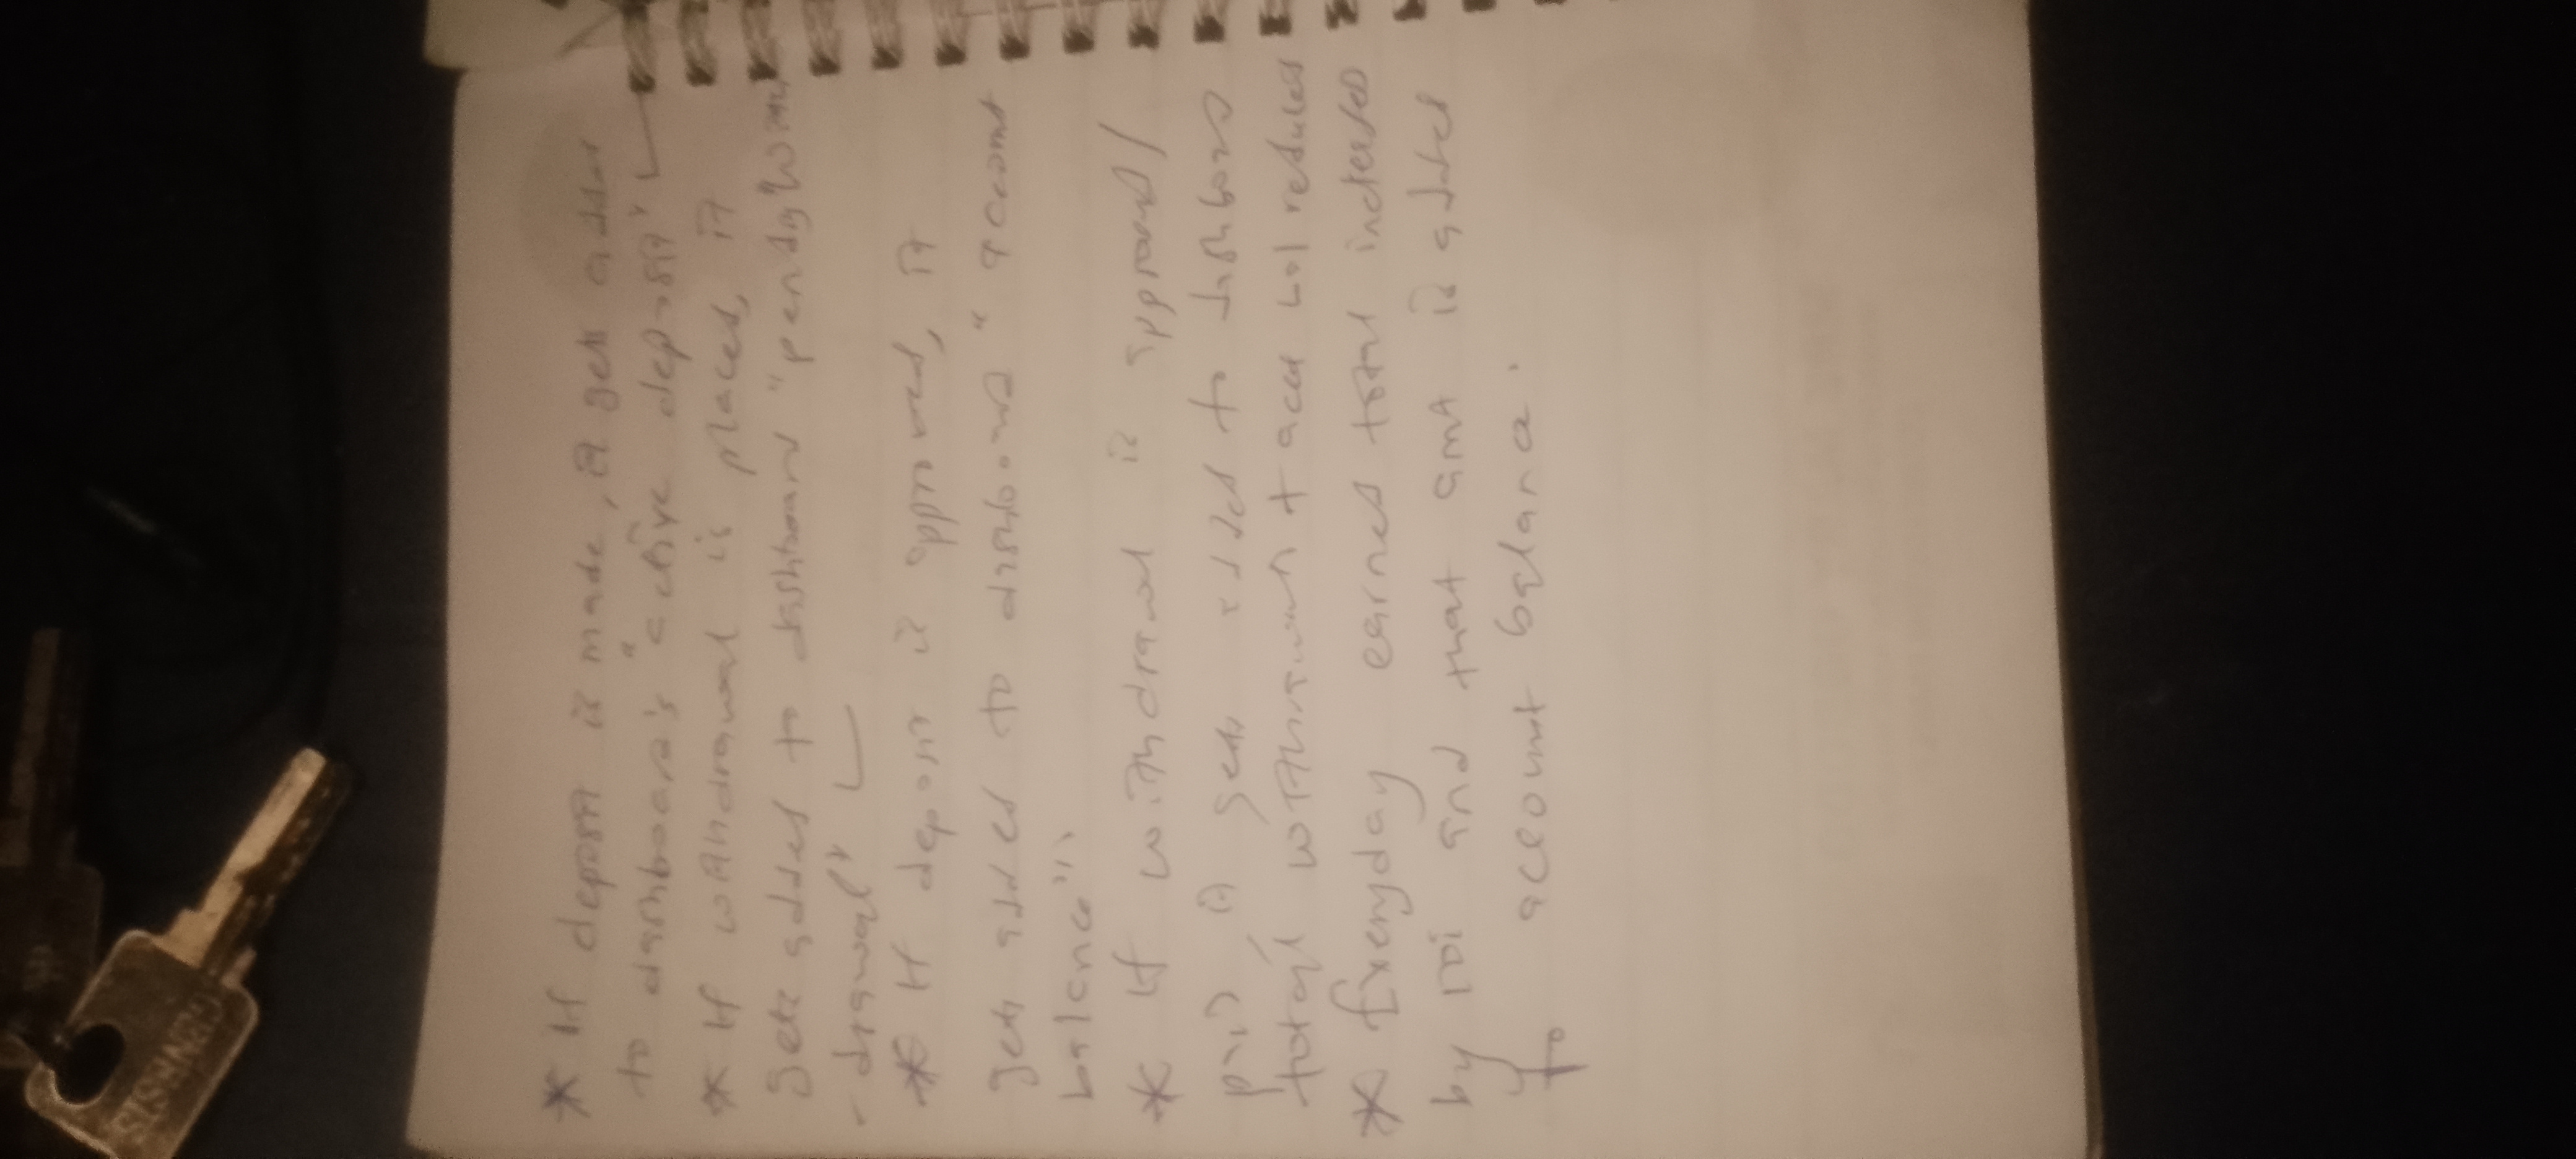 * If deposit is made, it gets added
to dashboard's "active deposit"
* If withdrawal is placed, it
gets added to dashboard "pending with
- drawal"
* If deposit is approved, it
gets added to dashboard "account
balance"
* If withdrawal is approved/
paid it gets added to dashboard
total withdrawal + acct bal reduces
* Everyday earned total increases
by roi and that amt is added
to account balance.